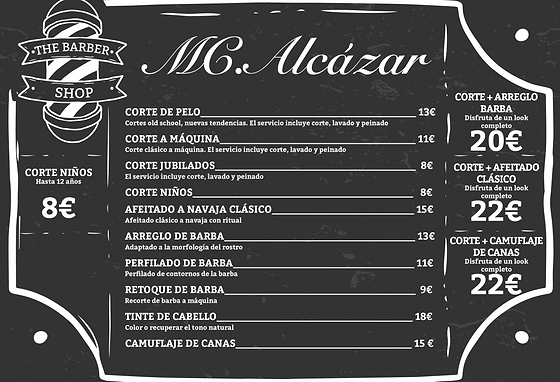 THE BARBER
SHOP
MC. Alcázar
CORTE NIÑOS
Hasta 12 años
8€
CORTE DE PELO 13€
Cortes old school, nuevas tendencias. El servicio incluye corte, lavado y peinado
CORTE A MÁQUINA 11€
Corte clásico a máquina. El servicio incluye corte, lavado y peinado
CORTE JUBILADOS 8€
El servicio incluye corte, lavado y peinado
CORTE NIÑOS 8€
AFEITADO A NAVAJA CLÁSICO 15€
Afeitado clásico a navaja con ritual
ARREGLO DE BARBA 13€
Adaptado a la morfología del rostro
PERFILADO DE BARBA 11€
Perfilado de contornos de la barba
RETOQUE DE BARBA 9€
Recorte de barba a máquina
TINTE DE CABELLO 18€
Color o recuperar el tono natural
CAMUFLAJE DE CANAS 15 €
CORTE + ARREGLO
BARBA
Disfruta de un look
completo
20€
CORTE + AFEITADO
CLÁSICO
Disfruta de un look
completo
22€
CORTE + CAMUFLAJE
DE CANAS
Disfruta de un look
completo
22€